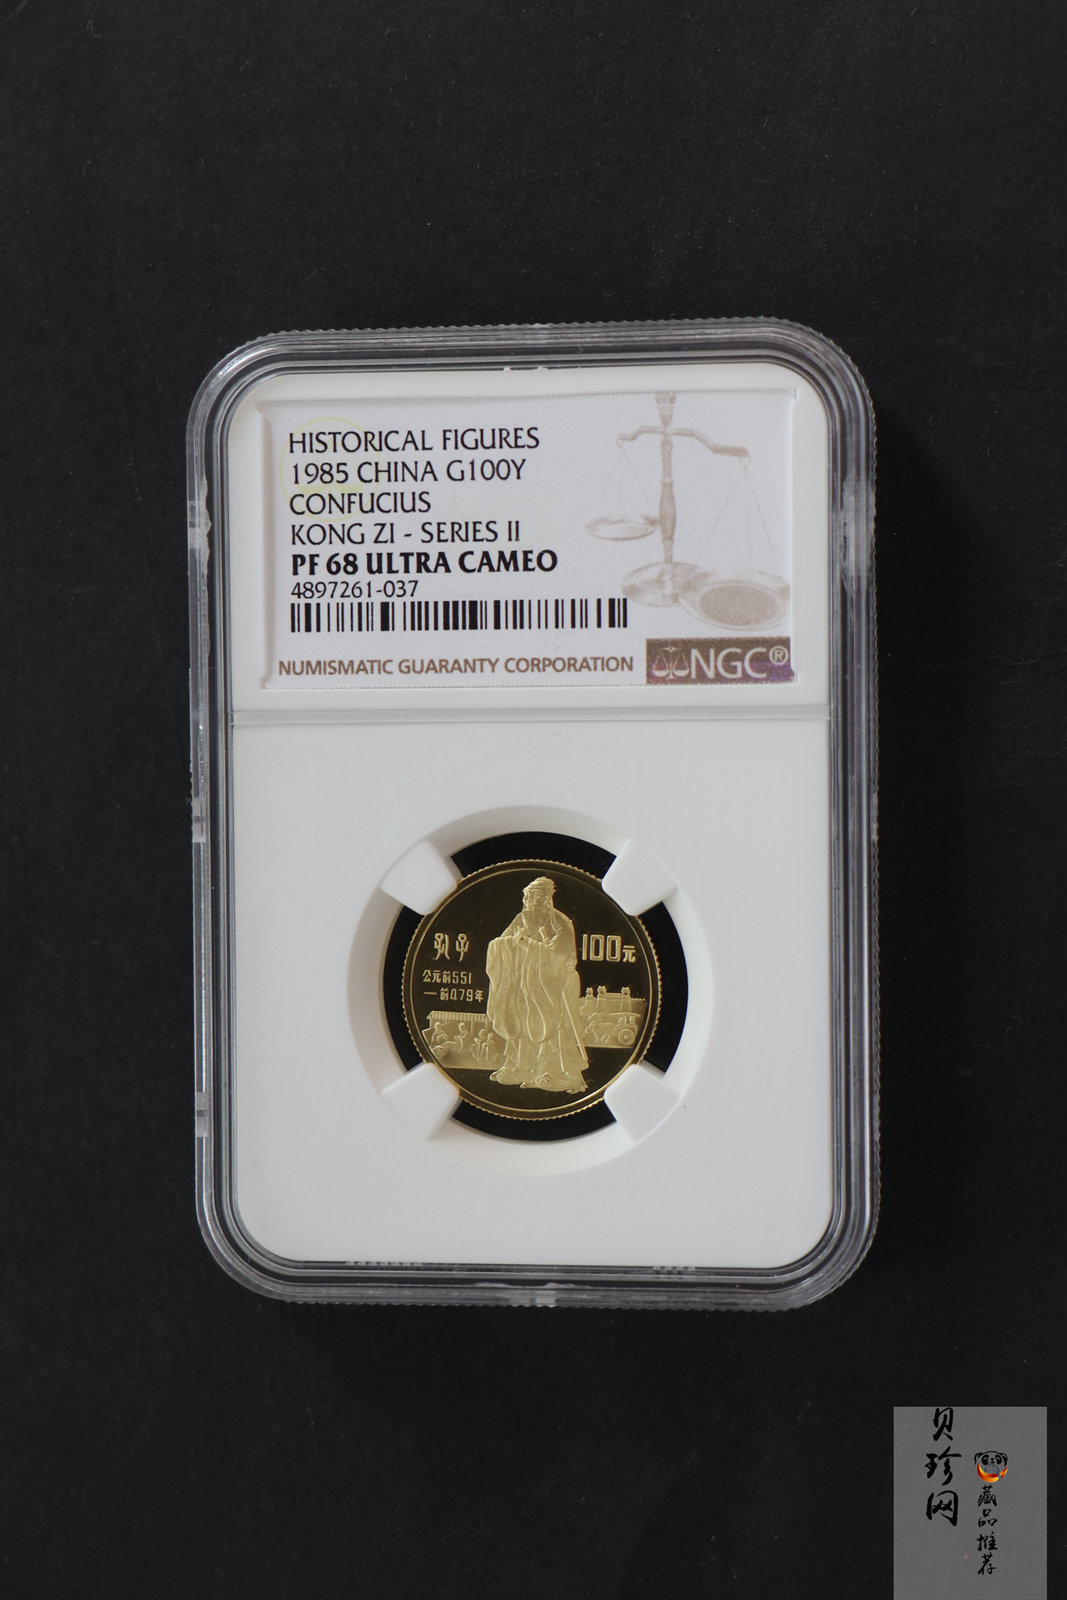 HISTORICAL FIGURES
1985 CHINA G100Y
CONFUCIUS
KONG ZI - SERIES II
PF 68 ULTRA CAMEO
4897261-037
NUMISMATIC GUARANTY CORPORATION
NGC®
孔子
100元
公元前551
—前479年
贝珍网
藏品推荐